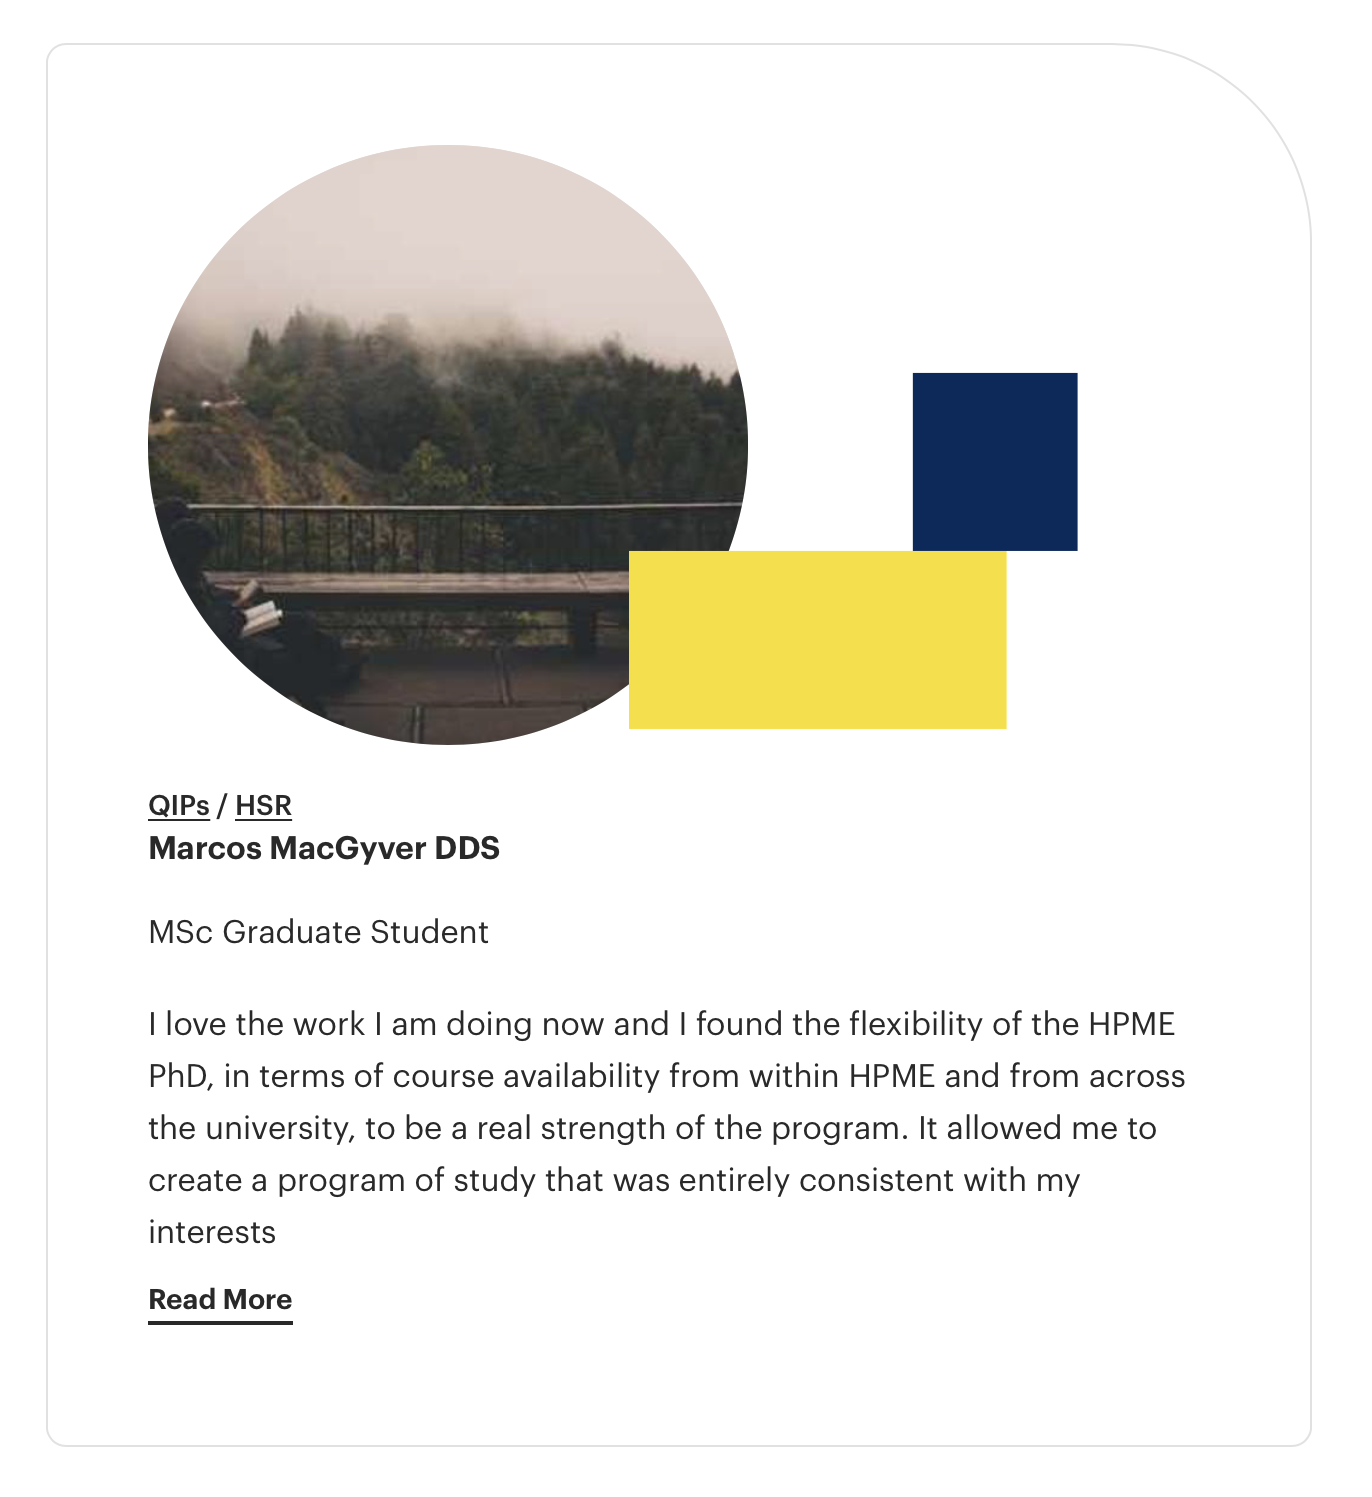 QIPs / HSR
Marcos MacGyver DDS
MSc Graduate Student
I love the work I am doing now and I found the flexibility of the HPME
PhD, in terms of course availability from within HPME and from across
the university, to be a real strength of the program. It allowed me to
create a program of study that was entirely consistent with my
interests
Read More